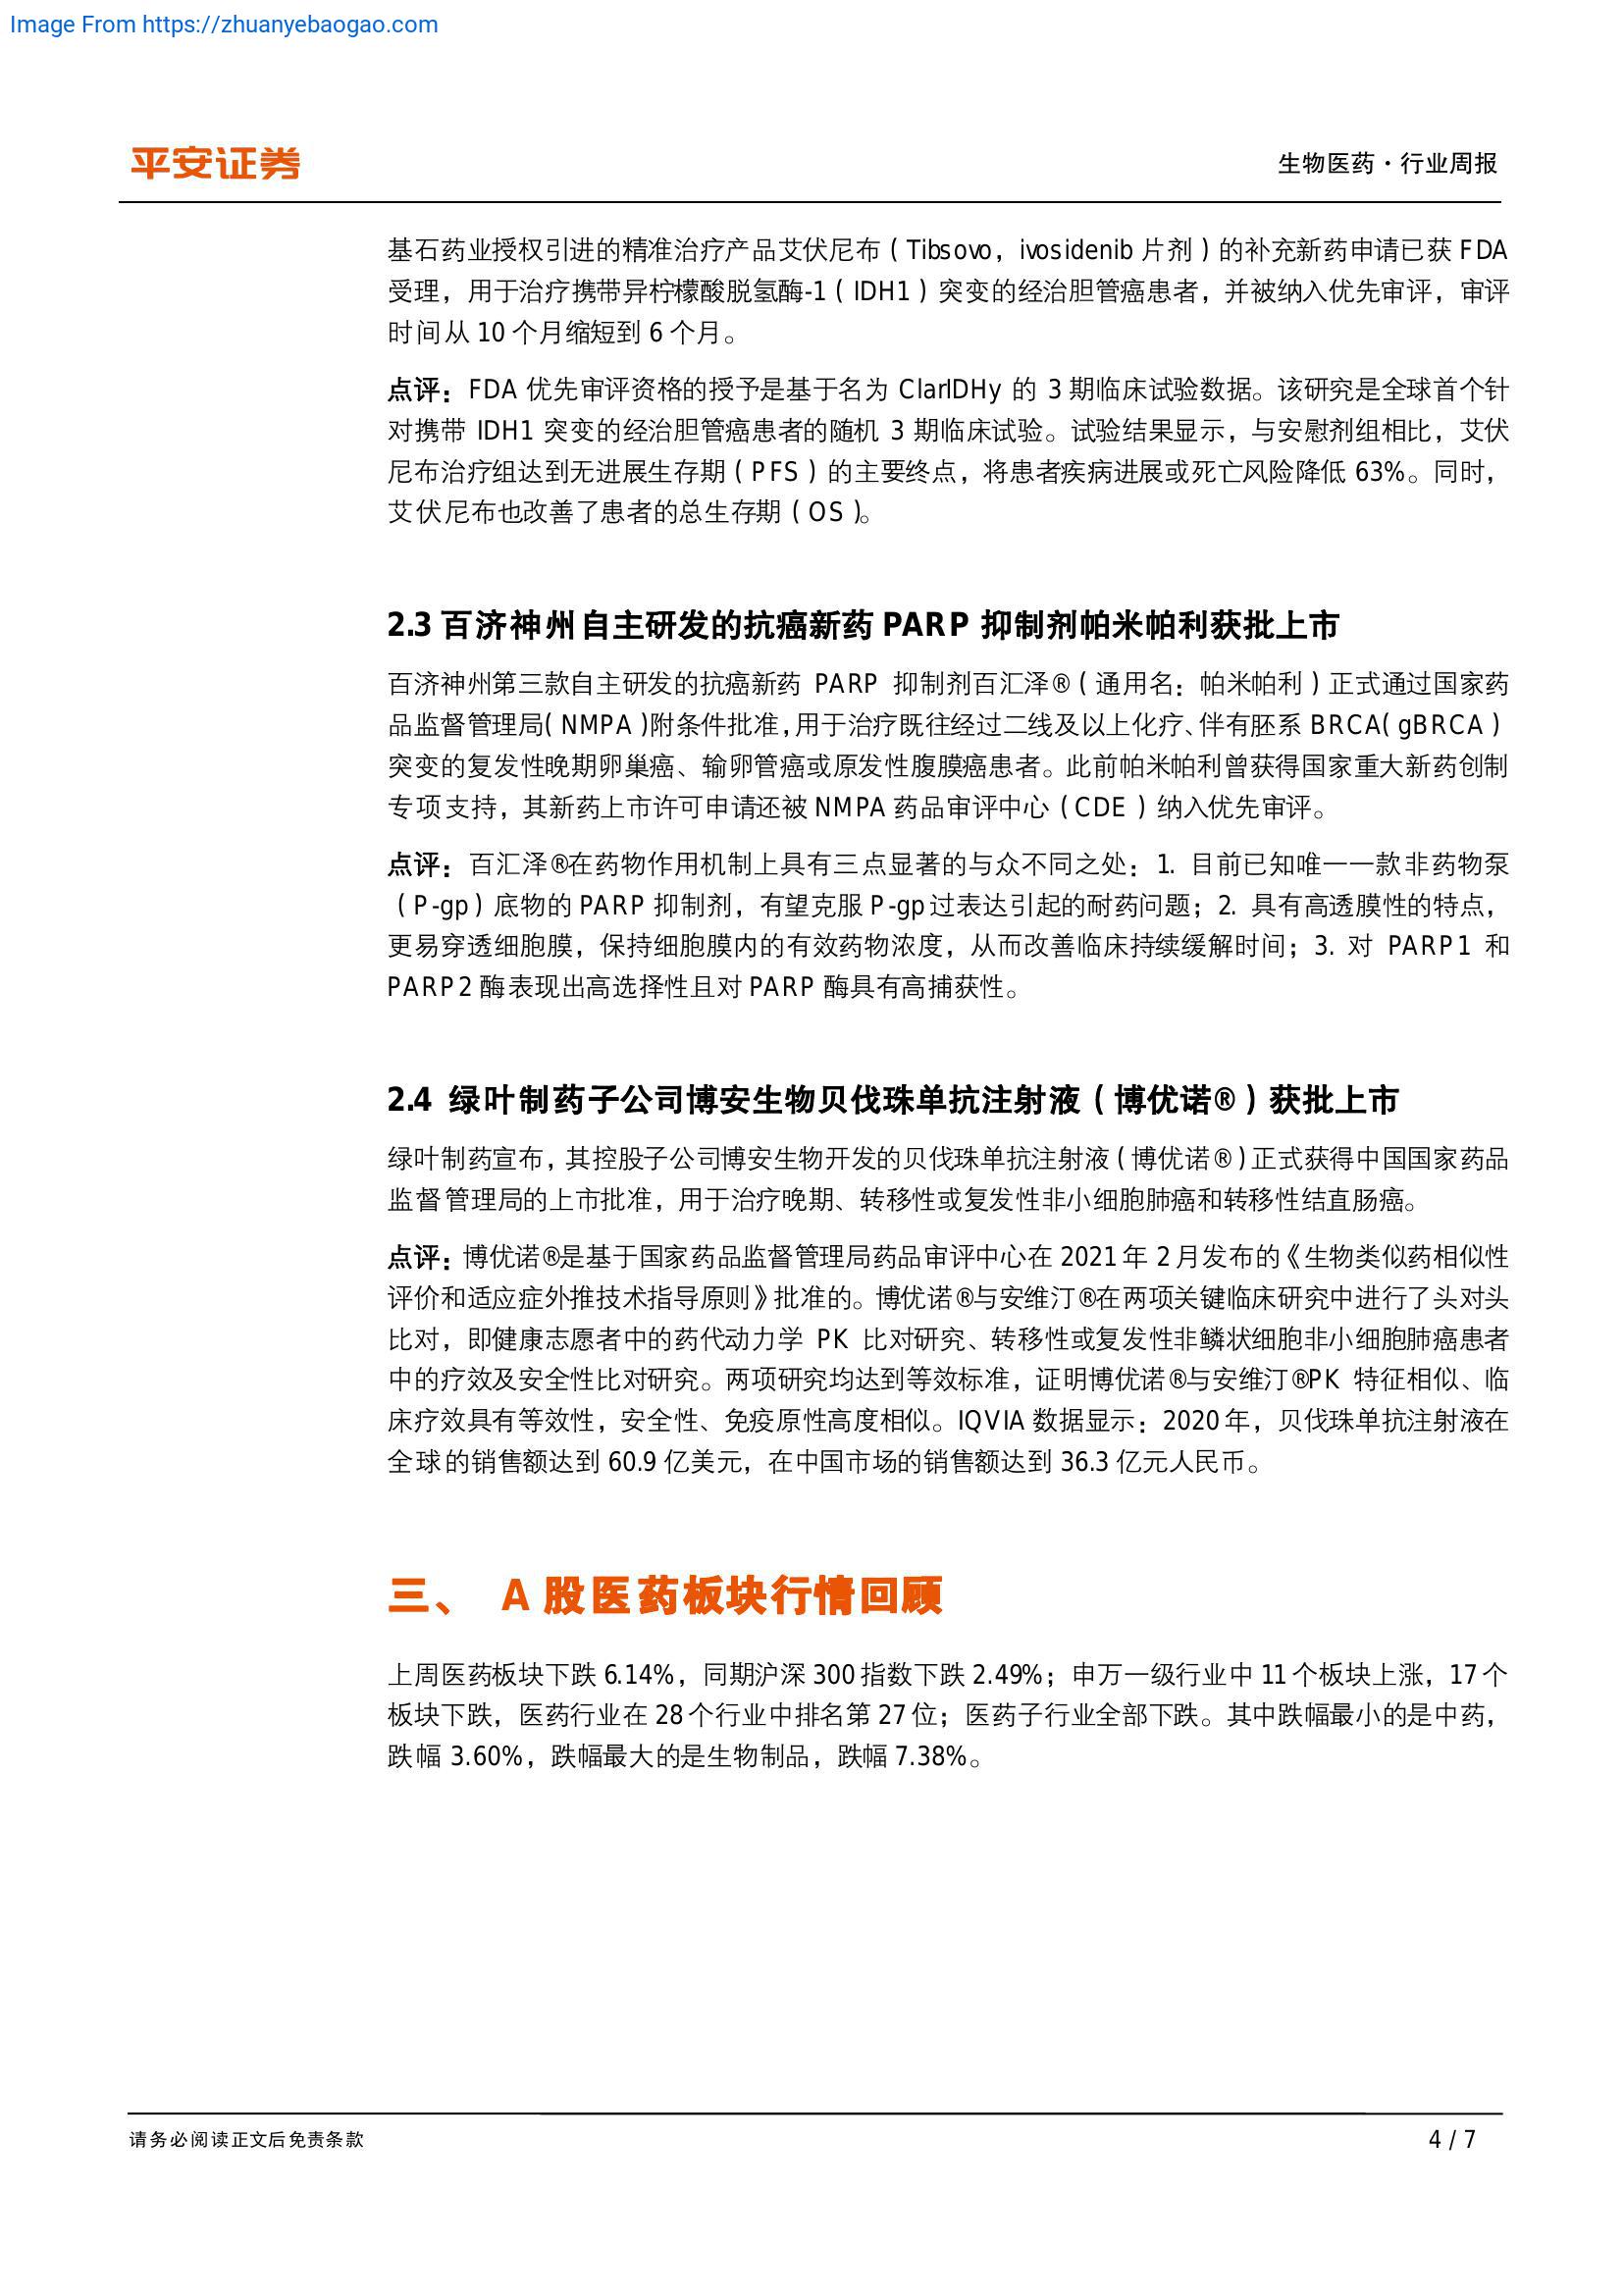 Image From https://zhuanyebaogao.com
平安证券
生物医药·行业周报
基石药业授权引进的精准治疗产品艾伏尼布（Tibsovo，ivosidenib 片剂）的补充新药申请已获 FDA
受理，用于治疗携带异柠檬酸脱氢酶-1（IDH1）突变的经治胆管癌患者，并被纳入优先审评，审评
时间从 10 个月缩短到 6 个月。
点评：FDA 优先审评资格的授予是基于名为 ClarIDHy 的 3 期临床试验数据。该研究是全球首个针
对携带 IDH1 突变的经治胆管癌患者的随机 3 期临床试验。试验结果显示，与安慰剂组相比，艾伏
尼布治疗组达到无进展生存期（PFS）的主要终点，将患者疾病进展或死亡风险降低 63%。同时，
艾伏尼布也改善了患者的总生存期（OS）。
2.3 百济神州自主研发的抗癌新药 PARP 抑制剂帕米帕利获批上市
百济神州第三款自主研发的抗癌新药 PARP 抑制剂百汇泽®（通用名：帕米帕利）正式通过国家药
品监督管理局（NMPA）附条件批准，用于治疗既往经过二线及以上化疗、伴有胚系 BRCA（gBRCA）
突变的复发性晚期卵巢癌、输卵管癌或原发性腹膜癌患者。此前帕米帕利曾获得国家重大新药创制
专项支持，其新药上市许可申请还被 NMPA 药品审评中心（CDE）纳入优先审评。
点评：百汇泽®在药物作用机制上具有三点显著的与众不同之处：1. 目前已知唯一一款非药物泵
（P-gp）底物的 PARP 抑制剂，有望克服 P-gp 过表达引起的耐药问题；2. 具有高透膜性的特点，
更易穿透细胞膜，保持细胞膜内的有效药物浓度，从而改善临床持续缓解时间；3. 对 PARP1 和
PARP2 酶表现出高选择性且对 PARP 酶具有高捕获性。
2.4 绿叶制药子公司博安生物贝伐珠单抗注射液（博优诺®）获批上市
绿叶制药宣布，其控股子公司博安生物开发的贝伐珠单抗注射液（博优诺®）正式获得中国国家药品
监督管理局的上市批准，用于治疗晚期、转移性或复发性非小细胞肺癌和转移性结直肠癌。
点评：博优诺®是基于国家药品监督管理局药品审评中心在 2021 年 2 月发布的《生物类似药相似性
评价和适应症外推技术指导原则》批准的。博优诺®与安维汀®在两项关键临床研究中进行了头对头
比对，即健康志愿者中的药代动力学 PK 比对研究、转移性或复发性非鳞状细胞非小细胞肺癌患者
中的疗效及安全性比对研究。两项研究均达到等效标准，证明博优诺®与安维汀®PK 特征相似、临
床疗效具有等效性，安全性、免疫原性高度相似。IQVIA 数据显示：2020 年，贝伐珠单抗注射液在
全球的销售额达到 60.9 亿美元，在中国市场的销售额达到 36.3 亿元人民币。
三、 A 股医药板块行情回顾
上周医药板块下跌 6.14%，同期沪深 300 指数下跌 2.49%；申万一级行业中 11 个板块上涨，17 个
板块下跌，医药行业在 28 个行业中排名第 27 位；医药子行业全部下跌。其中跌幅最小的是中药，
跌幅 3.60%，跌幅最大的是生物制品，跌幅 7.38%。
请务必阅读正文后免责条款
4 / 7